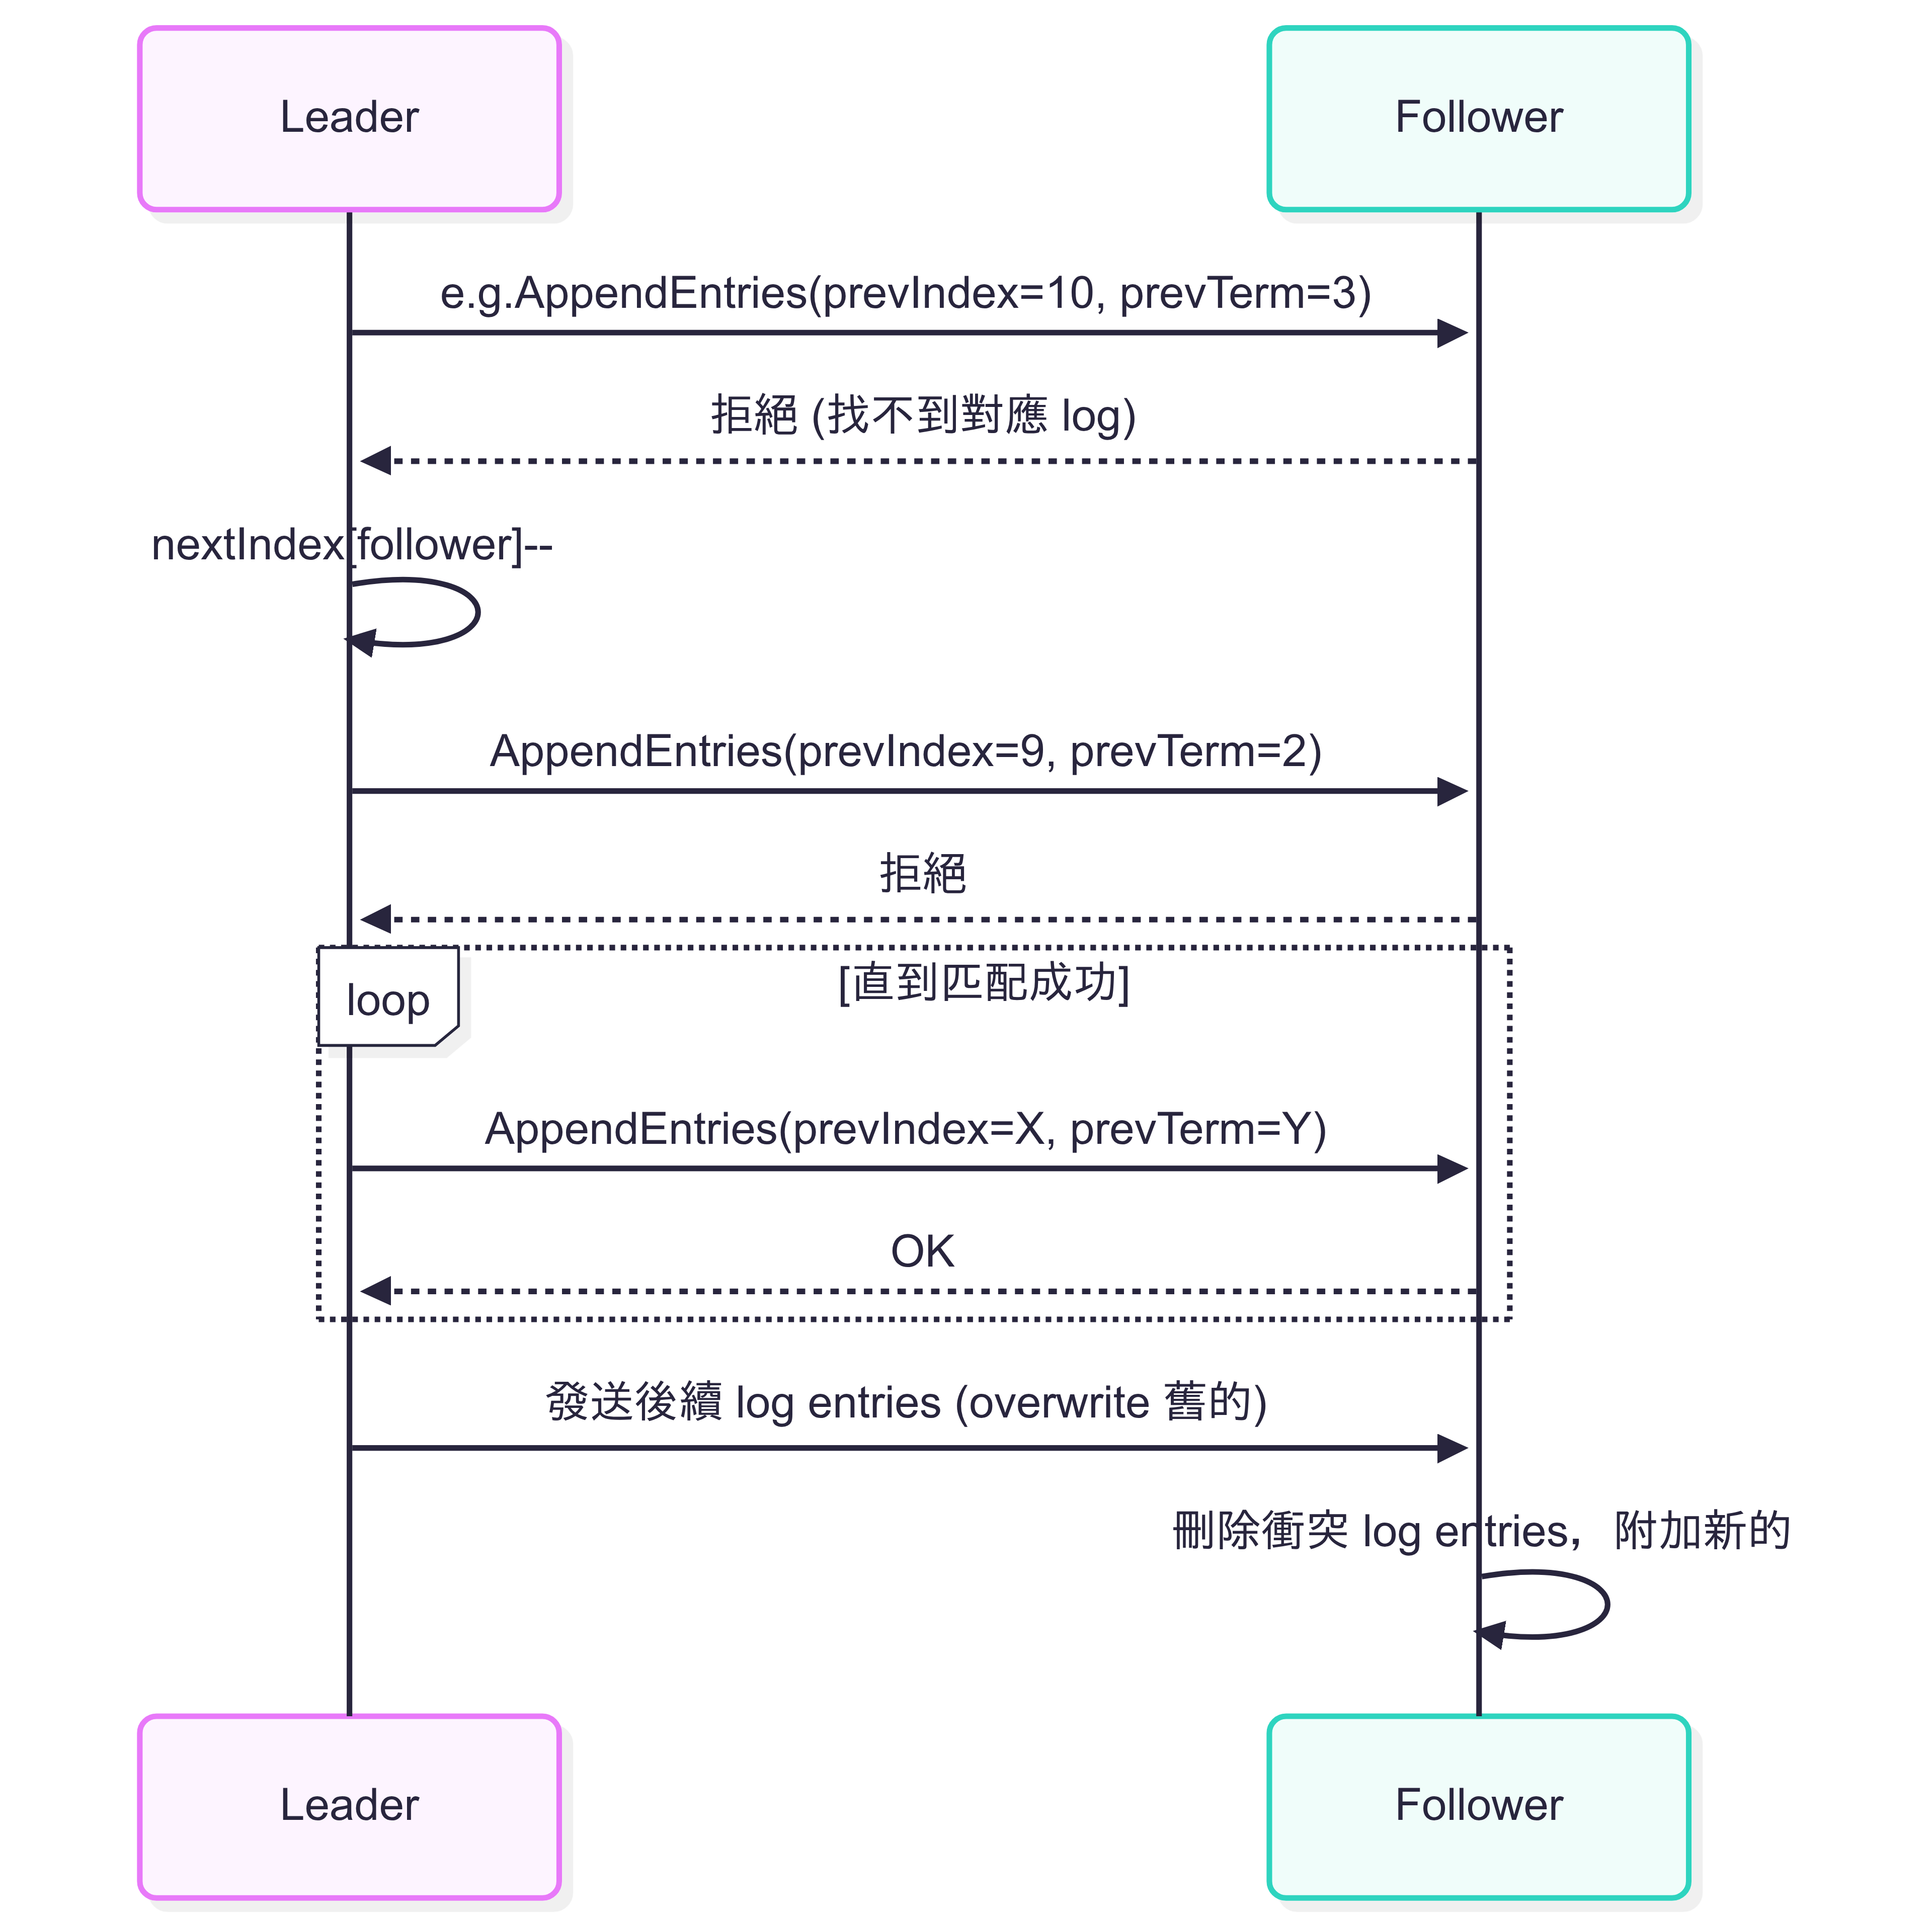 Leader
Follower
e.g.AppendEntries(prevIndex=10, prevTerm=3)
拒絕 (找不到對應 log)
nextIndex[follower]--
AppendEntries(prevIndex=9, prevTerm=2)
拒絕
loop
[直到匹配成功]
AppendEntries(prevIndex=X, prevTerm=Y)
OK
發送後續 log entries (overwrite 舊的)
刪除衝突 log entries，附加新的
Leader
Follower